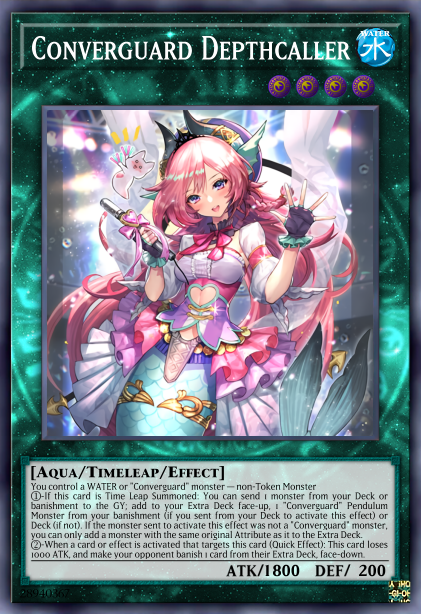 CONVERGUARD DEPTHCALLER
WATER
水
[AQUA/TIMELEAP/EFFECT]
You control a WATER or "Converguard" monster — non-Token Monster
①-If this card is Time Leap Summoned: You can send 1 monster from your Deck or
banishment to the GY; add to your Extra Deck face-up, 1 "Converguard" Pendulum
Monster from your banishment (if you sent from your Deck to activate this effect) or
Deck (if not). If the monster sent to activate this effect was not a "Converguard" monster,
you can only add a monster with the same original Attribute as it to the Extra Deck.
②-When a card or effect is activated that targets this card (Quick Effect): This card loses
1000 ATK, and make your opponent banish 1 card from their Extra Deck, face-down.
ATK/1800 DEF/ 200